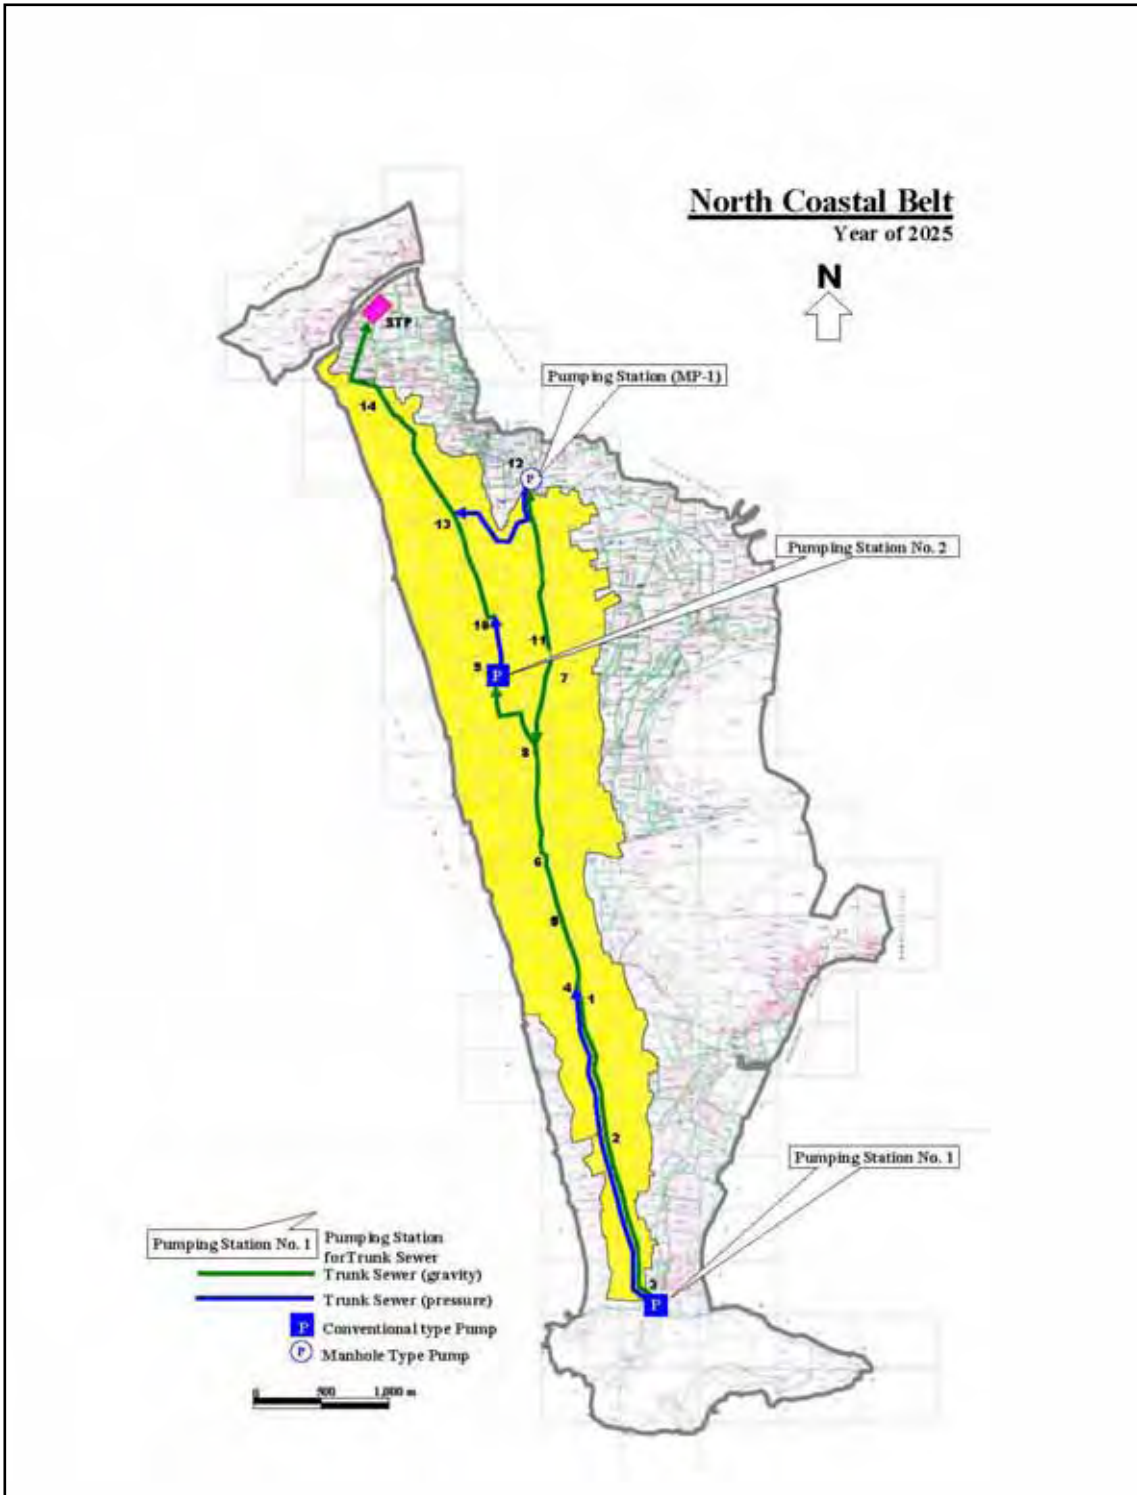 North Coastal Belt
Year of 2025
N
STP
Pumping Station (MP-1)
14
12
P
13
Pumping Station No. 2
10
11
9
P
7
8
6
5
4
1
2
Pumping Station No. 1
3
P
Pumping Station No. 1
Pumping Station
forTrunk Sewer
Trunk Sewer (gravity)
Trunk Sewer (pressure)
P
Conventional type Pump
P
Manhole Type Pump
0 500 1,000 m